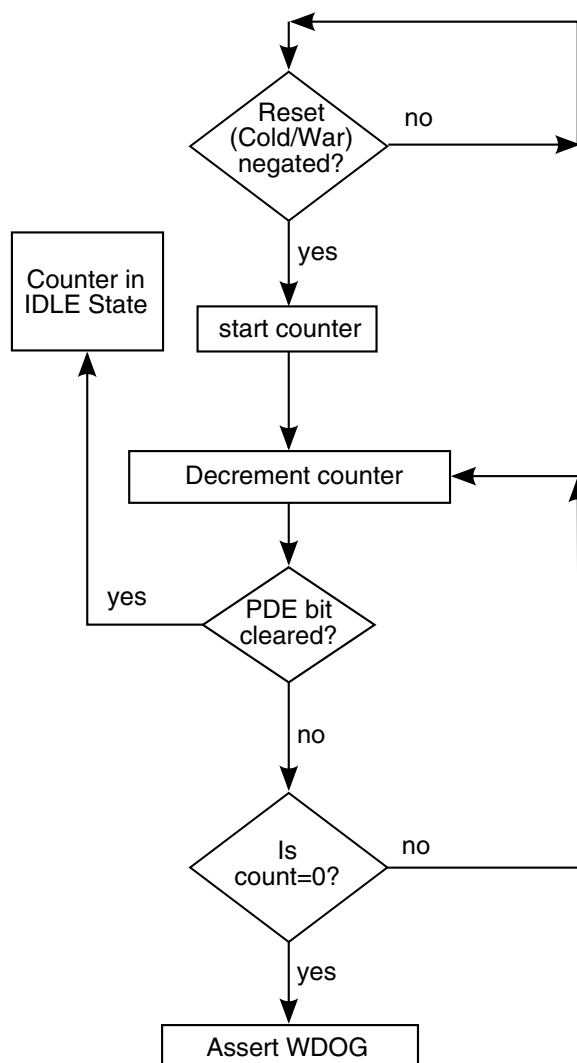 Reset
(Cold/War)
negated?
no
yes
Counter in
IDLE State
start counter
Decrement counter
yes
PDE bit
cleared?
no
Is
count=0?
no
yes
Assert WDOG